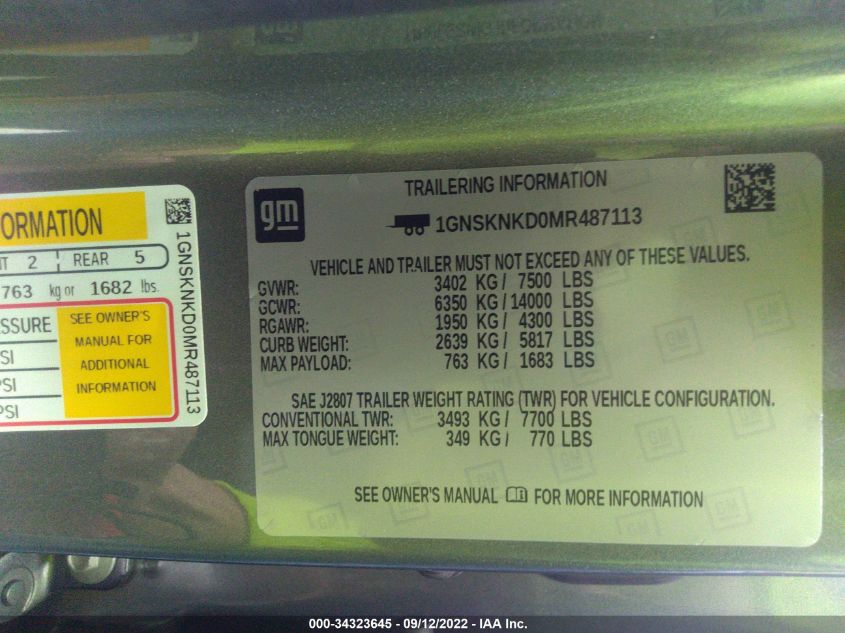 ORMATION
T 2 REAR 5
763 kg or 1682 lbs.
ESSURE
SI
PSI
PSI
SEE OWNER'S
MANUAL FOR
ADDITIONAL
INFORMATION
1GNSKNKD0MR487113
gm
TRAILERING INFORMATION
1GNSKNKD0MR487113
VEHICLE AND TRAILER MUST NOT EXCEED ANY OF THESE VALUES.
GVWR: 3402 KG / 7500 LBS
GCWR: 6350 KG / 14000 LBS
RGAWR: 1950 KG / 4300 LBS
CURB WEIGHT: 2639 KG / 5817 LBS
MAX PAYLOAD: 763 KG / 1683 LBS
SAE J2807 TRAILER WEIGHT RATING (TWR) FOR VEHICLE CONFIGURATION.
CONVENTIONAL TWR: 3493 KG / 7700 LBS
MAX TONGUE WEIGHT: 349 KG / 770 LBS
SEE OWNER'S MANUAL FOR MORE INFORMATION
000-34323645 - 09/12/2022 - IAA Inc.